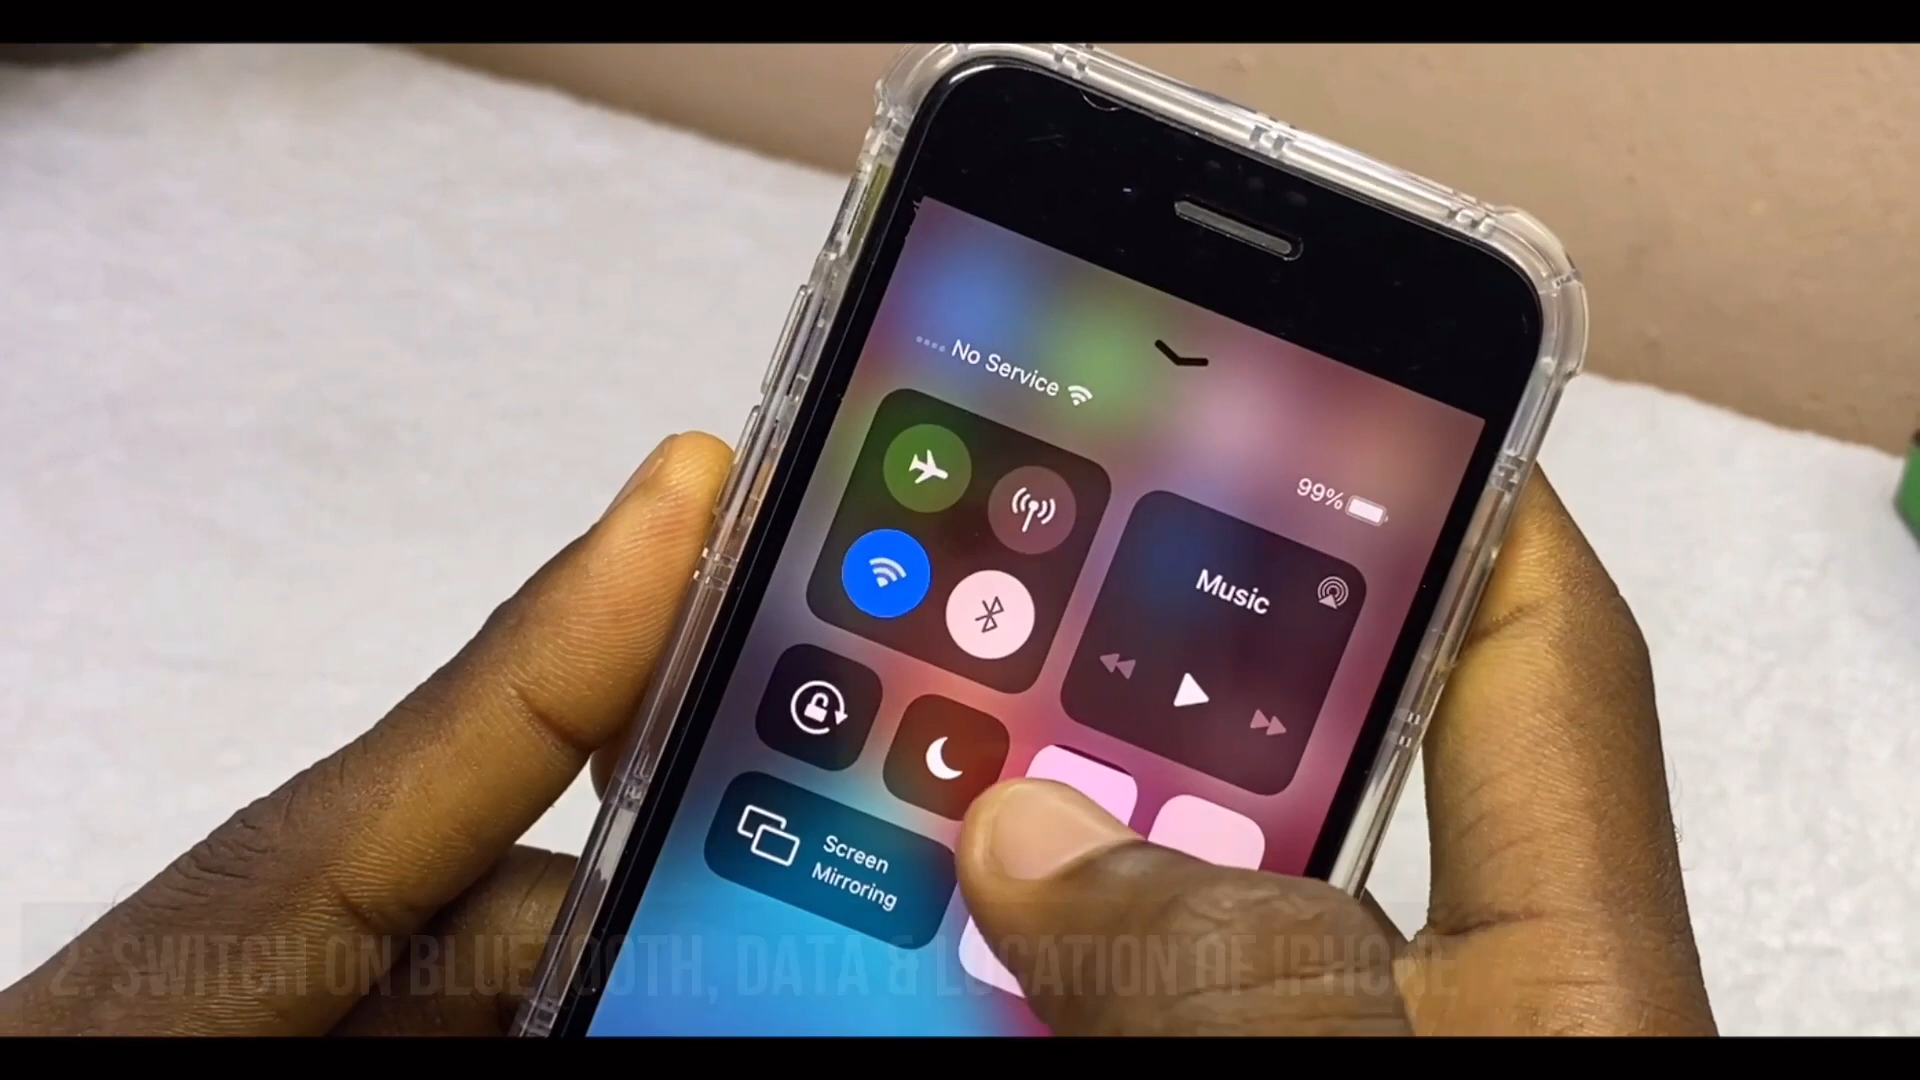 No Service
99%
Music
Screen
Mirroring
2. SWITCH ON BLUETOOTH, DATA & LOCATION OF IPHONE